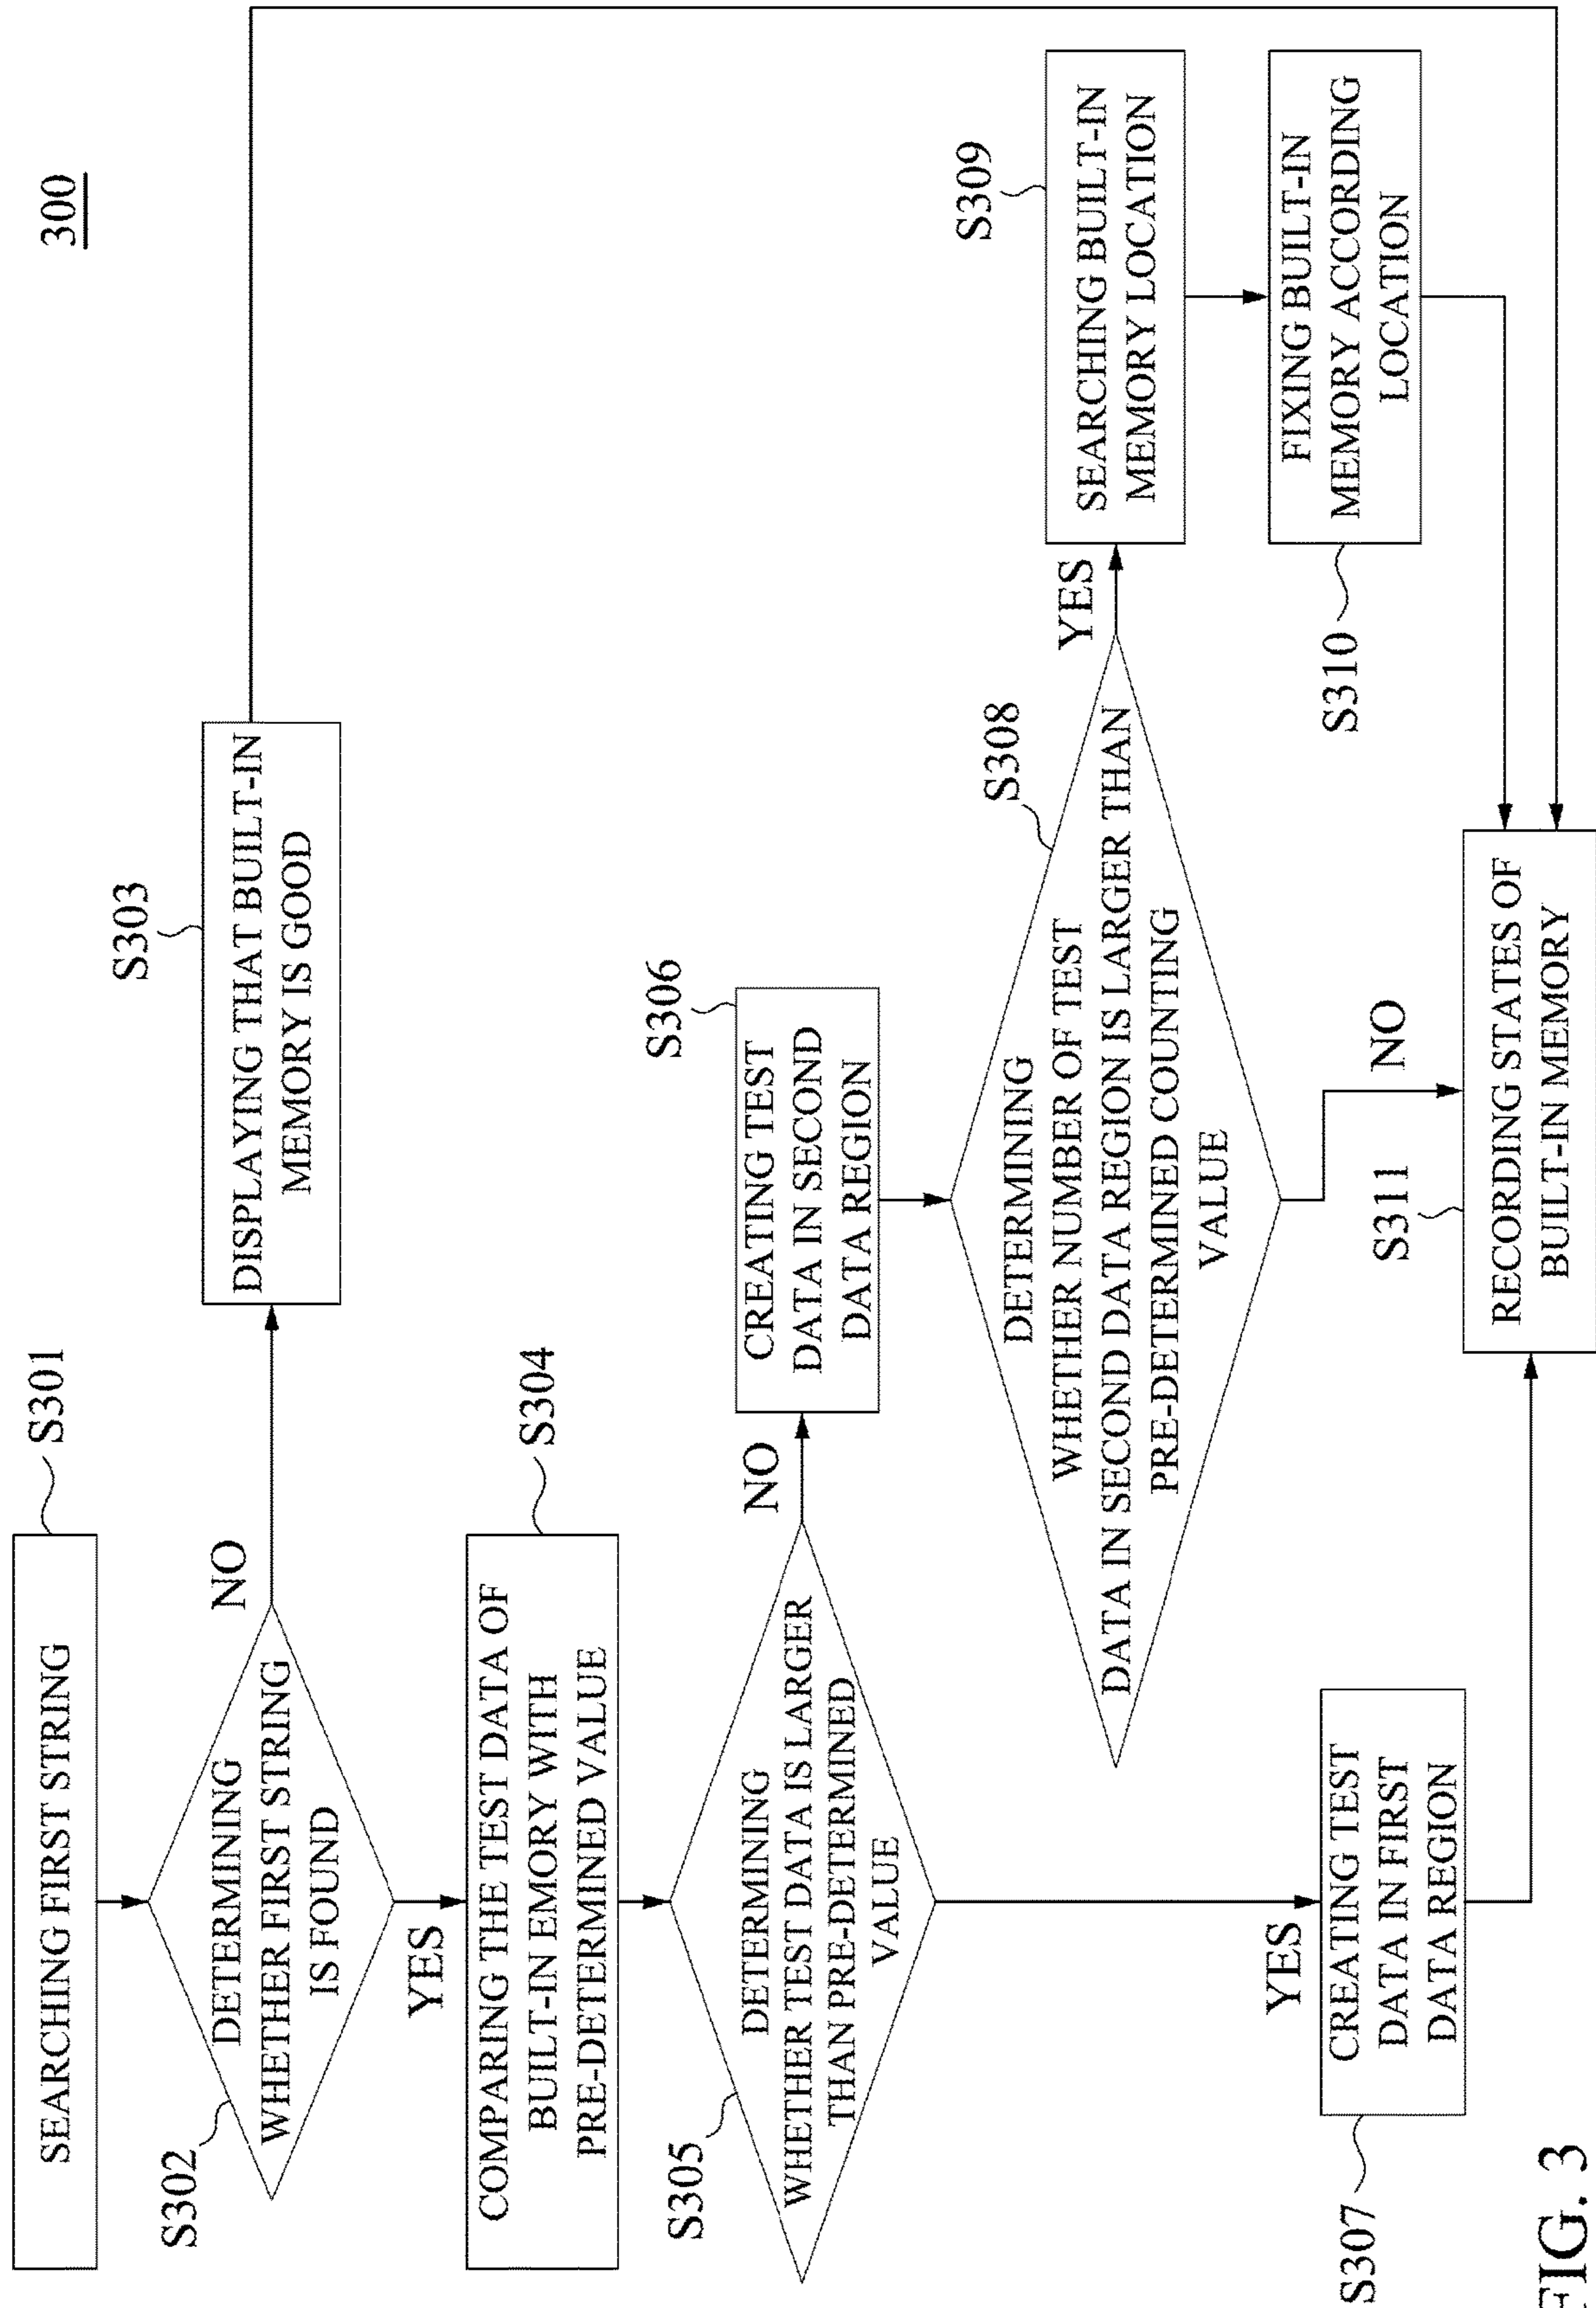 300
SEARCHING FIRST STRING
S301
DETERMINING
WHETHER FIRST STRING
IS FOUND
S302
NO
YES
DISPLAYING THAT BUILT-IN
MEMORY IS GOOD
S303
COMPARING THE TEST DATA OF
BUILT-IN EMORY WITH
PRE-DETERMINED VALUE
S304
DETERMINING
WHETHER TEST DATA IS LARGER
THAN PRE-DETERMINED
VALUE
S305
NO
YES
CREATING TEST
DATA IN SECOND
DATA REGION
S306
DETERMINING
WHETHER NUMBER OF TEST
DATA IN SECOND DATA REGION IS LARGER THAN
PRE-DETERMINED COUNTING
VALUE
S308
YES
NO
SEARCHING BUILT-IN
MEMORY LOCATION
S309
FIXING BUILT-IN
MEMORY ACCORDING
LOCATION
S310
CREATING TEST
DATA IN FIRST
DATA REGION
S307
RECORDING STATES OF
BUILT-IN MEMORY
S311
FIG. 3